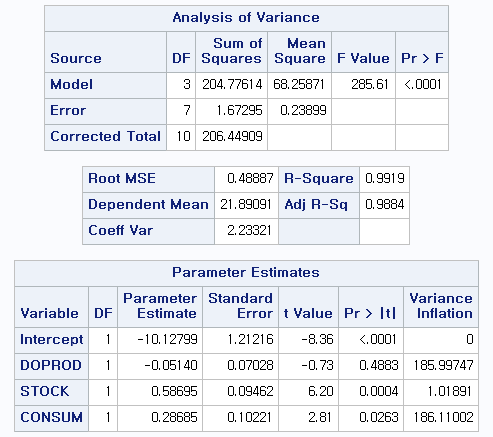 Analysis of Variance
Source DF Sum of Squares Mean Square F Value Pr > F
Model 3 204.77614 68.25871 285.61 <.0001
Error 7 1.67295 0.23899
Corrected Total 10 206.44909
Root MSE 0.48887 R-Square 0.9919
Dependent Mean 21.89091 Adj R-Sq 0.9884
Coeff Var 2.23321
Parameter Estimates
Variable DF Parameter Estimate Standard Error t Value Pr > |t| Variance Inflation
Intercept 1 -10.12799 1.21216 -8.36 <.0001 0
DOPROD 1 -0.05140 0.07028 -0.73 0.4883 185.99747
STOCK 1 0.58695 0.09462 6.20 0.0004 1.01891
CONSUM 1 0.28685 0.10221 2.81 0.0263 186.11002